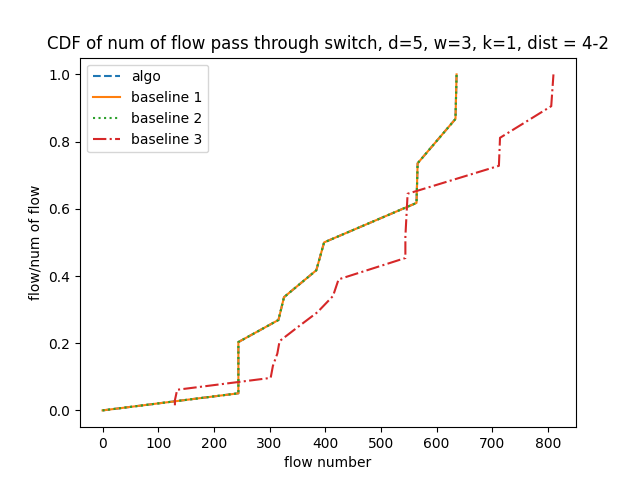 CDF of num of flow pass through switch, d=5, w=3, k=1, dist = 4-2
algo
baseline 1
baseline 2
baseline 3
flow/num of flow
1.0
0.8
0.6
0.4
0.2
0.0
0 100 200 300 400 500 600 700 800
flow number